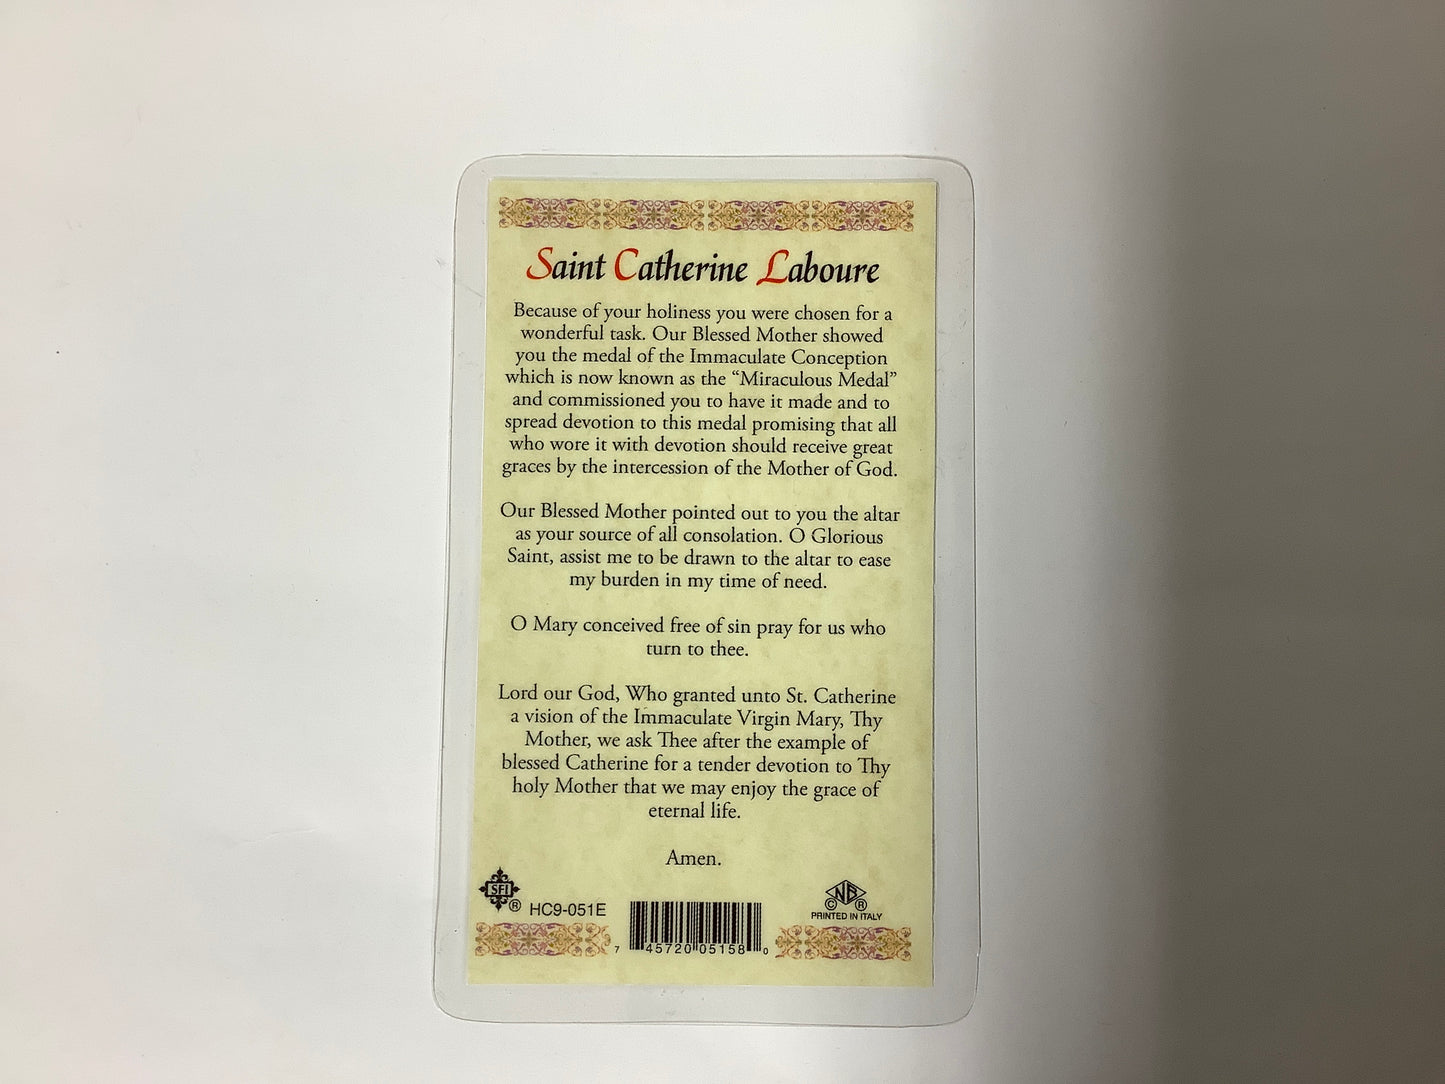 Saint Catherine Laboure
Because of your holiness you were chosen for a
wonderful task. Our Blessed Mother showed
you the medal of the Immaculate Conception
which is now known as the “Miraculous Medal”
and commissioned you to have it made and to
spread devotion to this medal promising that all
who wore it with devotion should receive great
graces by the intercession of the Mother of God.
Our Blessed Mother pointed out to you the altar
as your source of all consolation. O Glorious
Saint, assist me to be drawn to the altar to ease
my burden in my time of need.
O Mary conceived free of sin pray for us who
turn to thee.
Lord our God, Who granted unto St. Catherine
a vision of the Immaculate Virgin Mary, Thy
Mother, we ask Thee after the example of
blessed Catherine for a tender devotion to Thy
holy Mother that we may enjoy the grace of
eternal life.
Amen.
SFI ® HC9-051E
NB © ®
PRINTED IN ITALY
7 45720 05158 0